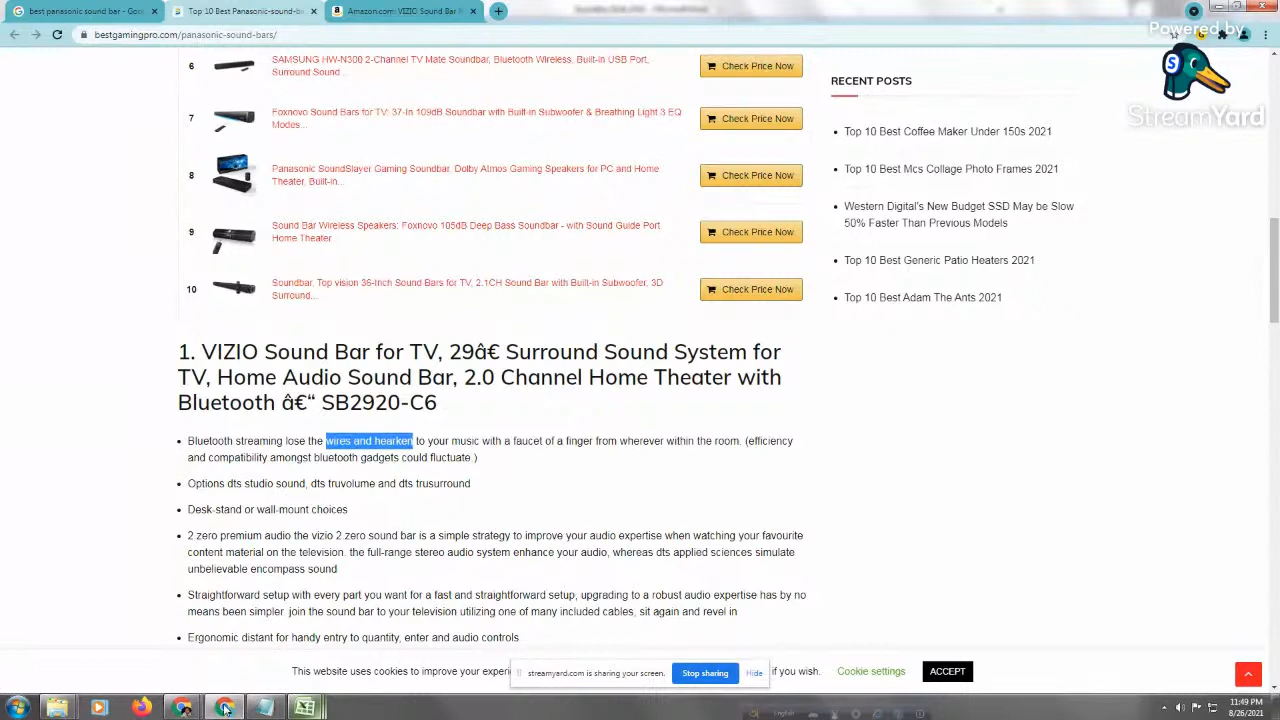 best panasonic soundbar - Goo
Top 10 Best Panasonic Sound Bar
Amazon.com: VIZIO Sound Bar f
bestgamingpro.com/panasonic-sound-bars/
Powered by
StreamYard
6
SAMSUNG HW-N300 2-Channel TV Mate Soundbar, Bluetooth Wireless, Built-in USB Port,
Surround Sound...
Check Price Now
7
Foxnovo Sound Bars for TV: 37-In 109dB Soundbar with Built-in Subwoofer & Breathing Light 3 EQ
Modes...
Check Price Now
8
Panasonic SoundSlayer Gaming Soundbar, Dolby Atmos Gaming Speakers for PC and Home
Theater, Built-in...
Check Price Now
9
Sound Bar Wireless Speakers: Foxnovo 105dB Deep Bass Soundbar - with Sound Guide Port
Home Theater
Check Price Now
10
Soundbar, Top vision 36-Inch Sound Bars for TV, 2.1CH Sound Bar with Built-in Subwoofer, 3D
Surround...
Check Price Now
RECENT POSTS
Top 10 Best Coffee Maker Under 150s 2021
Top 10 Best Mcs Collage Photo Frames 2021
Western Digital's New Budget SSD May be Slow
50% Faster Than Previous Models
Top 10 Best Generic Patio Heaters 2021
Top 10 Best Adam The Ants 2021
1. VIZIO Sound Bar for TV, 29â€ Surround Sound System for
TV, Home Audio Sound Bar, 2.0 Channel Home Theater with
Bluetooth â€“ SB2920-C6
Bluetooth streaming lose the wires and hearken to your music with a faucet of a finger from wherever within the room. (efficiency
and compatibility amongst bluetooth gadgets could fluctuate.)
Options dts studio sound, dts truvolume and dts trusurround
Desk-stand or wall-mount choices
2.zero premium audio the vizio 2.zero sound bar is a simple strategy to improve your audio expertise when watching your favourite
content material on the television. the full-range stereo audio system enhance your audio, whereas dts applied sciences simulate
unbelievable encompass sound
Straightforward setup with every part you want for a fast and straightforward setup, upgrading to a robust audio expertise has by no
means been simpler. join the sound bar to your television utilizing one of many included cables, sit again and revel in
Ergonomic distant for handy entry to quantity, enter and audio controls
This website uses cookies to improve your experi
if you wish.
Cookie settings
ACCEPT
streamyard.com is sharing your screen.
Stop sharing
Hide
English
11:49 PM
8/26/2021